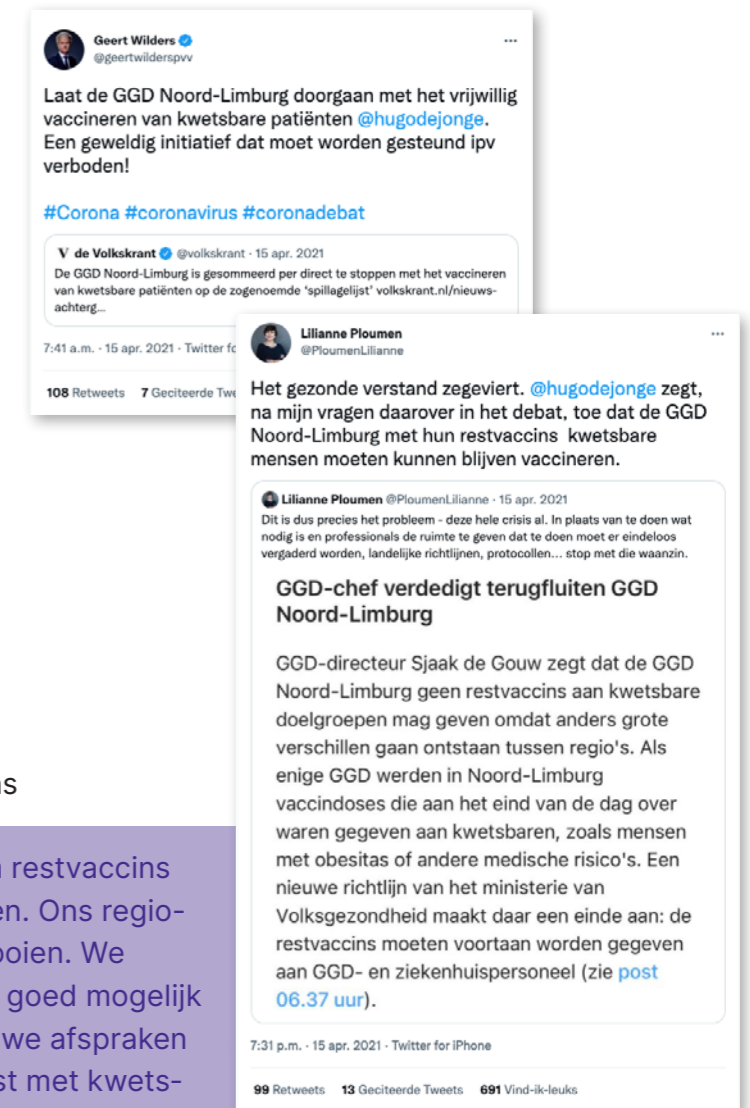 Geert Wilders
@geertwilderspvv
Laat de GGD Noord-Limburg doorgaan met het vrijwillig
vaccineren van kwetsbare patiënten @hugodejonge.
Een geweldig initiatief dat moet worden gesteund ipv
verboden!
#Corona #coronavirus #coronadebat
V de Volkskrant @volkskrant · 15 apr. 2021
De GGD Noord-Limburg is gesommeerd per direct te stoppen met het vaccineren
van kwetsbare patiënten op de zogenoemde 'spillagelijst' volkskrant.nl/nieuws-
achterg...
7:41 a.m. · 15 apr. 2021 · Twitter
108 Retweets 7 Geciteerde
Lilianne Ploumen
@PloumenLilianne
Het gezonde verstand zegeviert. @hugodejonge zegt,
na mijn vragen daarover in het debat, toe dat de GGD
Noord-Limburg met hun restvaccins kwetsbare
mensen moeten kunnen blijven vaccineren.
Lilianne Ploumen @PloumenLilianne · 15 apr. 2021
Dit is dus precies het probleem - deze hele crisis al. In plaats van te doen wat
nodig is en professionals de ruimte te geven dat te doen moet er eindeloos
vergaderd worden, landelijke richtlijnen, protocollen... stop met die waanzin.
GGD-chef verdedigt terugfluiten GGD
Noord-Limburg
GGD-directeur Sjaak de Gouw zegt dat de GGD
Noord-Limburg geen restvaccins aan kwetsbare
doelgroepen mag geven omdat anders grote
verschillen gaan ontstaan tussen regio's. Als
enige GGD werden in Noord-Limburg
vaccindoses die aan het eind van de dag over
waren gegeven aan kwetsbaren, zoals mensen
met obesitas of andere medische risico's. Een
nieuwe richtlijn van het ministerie van
Volksgezondheid maakt daar een einde aan: de
restvaccins moeten voortaan worden gegeven
aan GGD- en ziekenhuispersoneel (zie post
06.37 uur).
7:31 p.m. · 15 apr. 2021 · Twitter for iPhone
99 Retweets 13 Geciteerde Tweets 691 Vind-ik-leuks
restvaccins
en. Ons regio-
ooien. We
goed mogelijk
we afspraken
st met kwets-